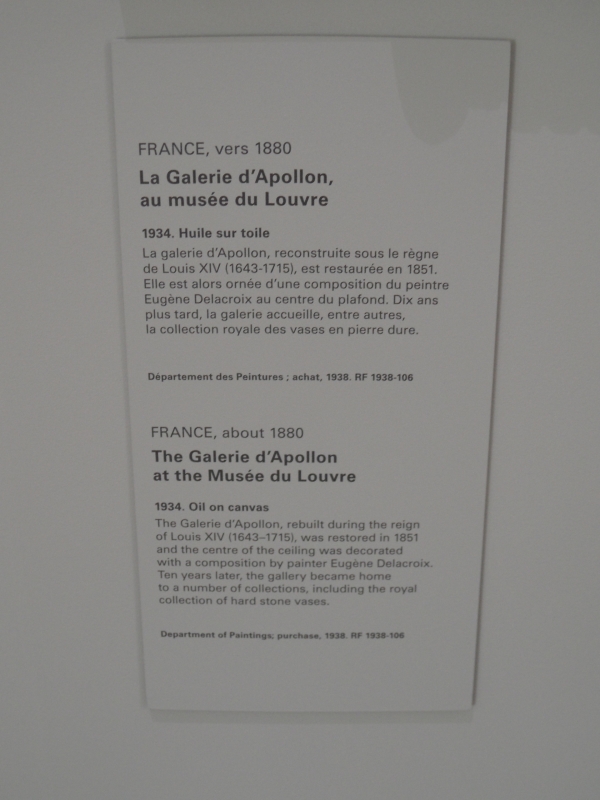 FRANCE, vers 1880
La Galerie d'Apollon,
au musée du Louvre
1934. Huile sur toile
La galerie d'Apollon, reconstruite sous le règne
de Louis XIV (1643-1715), est restaurée en 1851.
Elle est alors ornée d'une composition du peintre
Eugène Delacroix au centre du plafond. Dix ans
plus tard, la galerie accueille, entre autres,
la collection royale des vases en pierre dure.
Département des Peintures ; achat, 1938. RF 1938-106
FRANCE, about 1880
The Galerie d'Apollon
at the Musée du Louvre
1934. Oil on canvas
The Galerie d'Apollon, rebuilt during the reign
of Louis XIV (1643–1715), was restored in 1851
and the centre of the ceiling was decorated
with a composition by painter Eugène Delacroix.
Ten years later, the gallery became home
to a number of collections, including the royal
collection of hard stone vases.
Department of Paintings; purchase, 1938. RF 1938-106